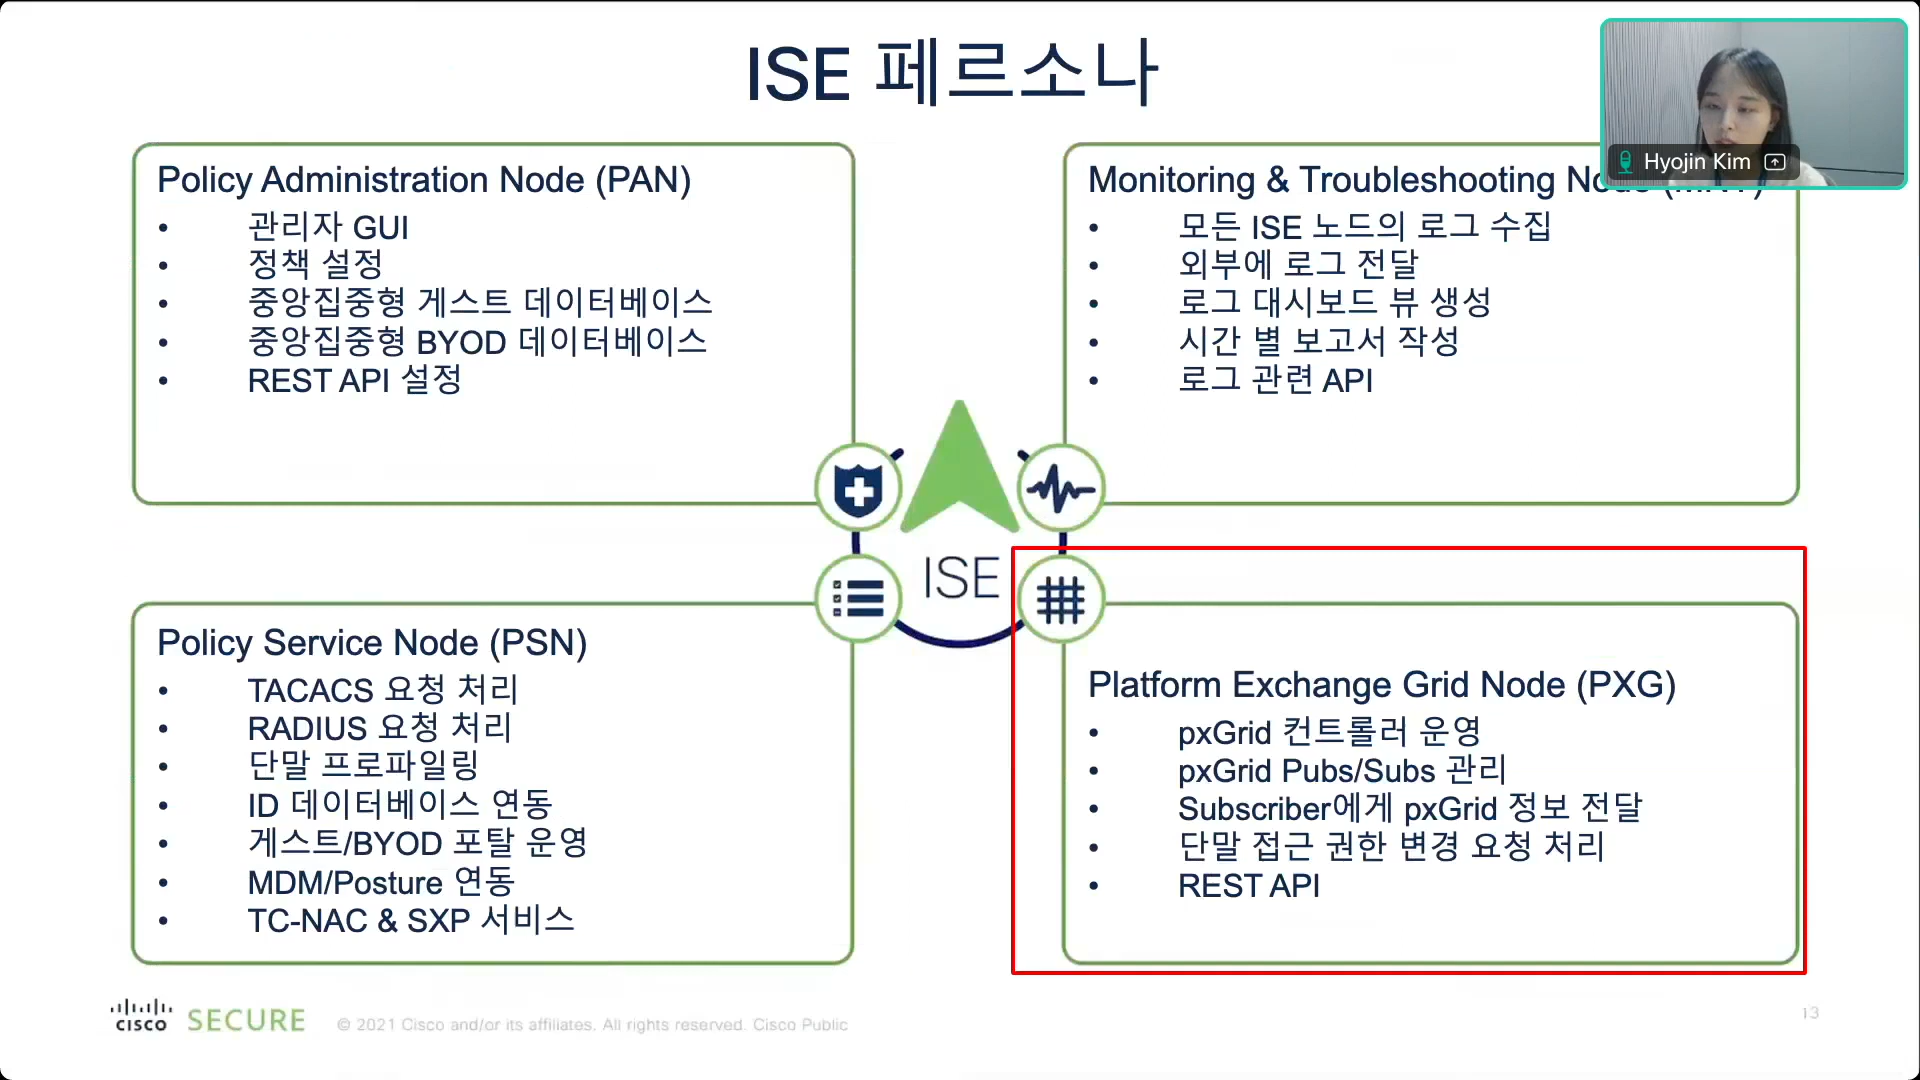 ISE 페르소나
Hyojin Kim
Policy Administration Node (PAN)
• 관리자 GUI
• 정책 설정
• 중앙집중형 게스트 데이터베이스
• 중앙집중형 BYOD 데이터베이스
• REST API 설정
Monitoring & Troubleshooting
• 모든 ISE 노드의 로그 수집
• 외부에 로그 전달
• 로그 대시보드 뷰 생성
• 시간 별 보고서 작성
• 로그 관련 API
ISE
Policy Service Node (PSN)
• TACACS 요청 처리
• RADIUS 요청 처리
• 단말 프로파일링
• ID 데이터베이스 연동
• 게스트/BYOD 포탈 운영
• MDM/Posture 연동
• TC-NAC & SXP 서비스
Platform Exchange Grid Node (PXG)
• pxGrid 컨트롤러 운영
• pxGrid Pubs/Subs 관리
• Subscriber에게 pxGrid 정보 전달
• 단말 접근 권한 변경 요청 처리
• REST API
CISCO SECURE © 2021 Cisco and/or its affiliates. All rights reserved. Cisco Public
13